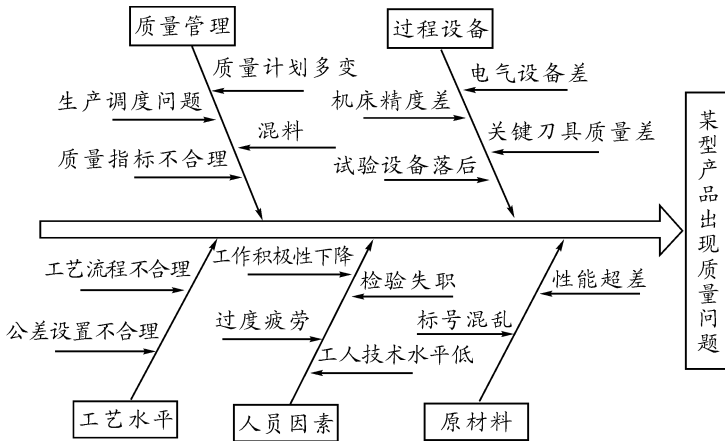 质量管理
过程设备
质量计划多变
电气设备差
生产调度问题
机床精度差
混料
关键刀具质量差
质量指标不合理
试验设备落后
某型产品出现质量问题
工艺流程不合理
工作积极性下降
检验失职
性能超差
公差设置不合理
过度疲劳
标号混乱
工人技术水平低
工艺水平
人员因素
原材料